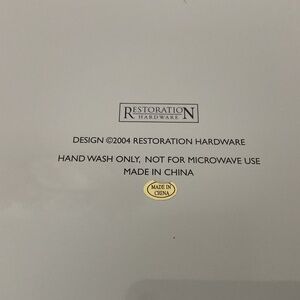 RESTORATION
HARDWARE
DESIGN ©2004 RESTORATION HARDWARE
HAND WASH ONLY, NOT FOR MICROWAVE USE
MADE IN CHINA
MADE IN
CHINA